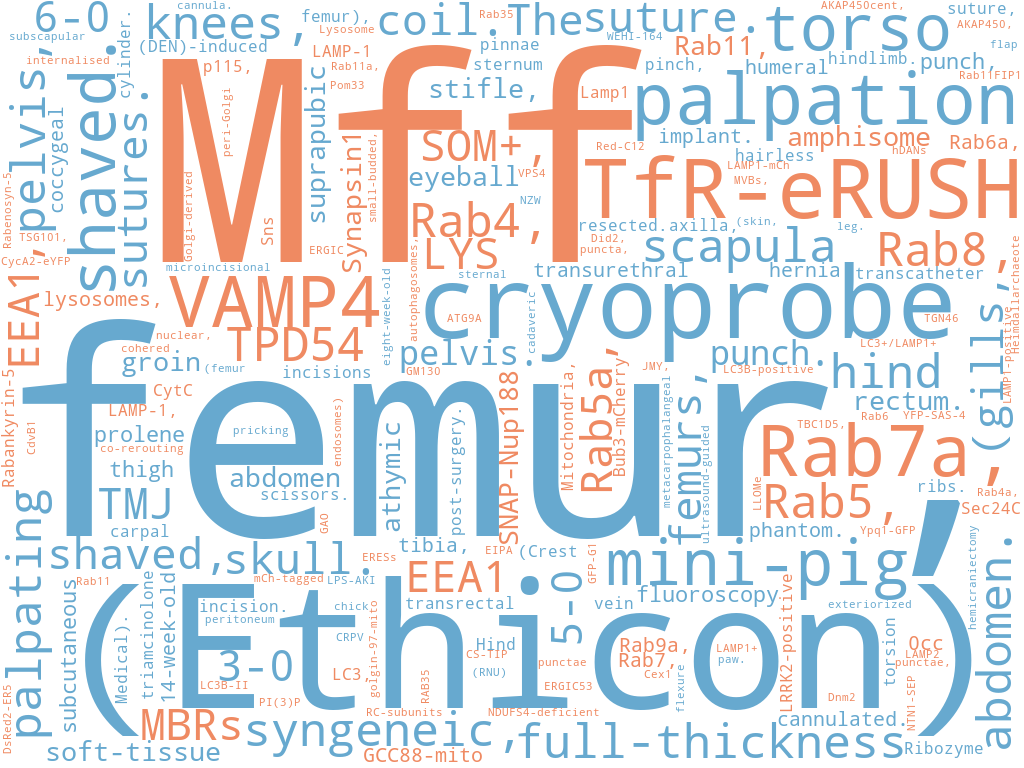 6-0
knees,
cannula.
femur),
coil.
Rab35
The
suture.
AKAP450cent,
suture,
subscapular
Lysosome
WEHI-164
torso
AKAP450,
(DEN)-induced
LAMP-1
pinnae
Rab11,
flap
internalised
cylinder.
p115,
Rab11a,
sternum
pinch,
humeral
hindlimb.
punch,
Rab11FIP1
shaved.
Mff
Pom33
stifle,
Lamp1
palpation
pelvis,
coccygeal
sutures.
peri-Golgi
suprapubic
SOM+,
implant.
amphisome
Rab6a,
Red-C12
hairless
hDANs
Synapsin1
small-budded,
eyeball
VPS4
TfR-eRUSH
LAMP1-mCh
MVBs,
Rabenosyn-5
Golgi-derived
NZW
Rab4,
resected.
axilla,
(skin,
leg.
TSG101,
Sns
ERGIC
LYS
Did2,
puncta,
scapula
Rab8,
CycA2-eYFP
microincisional
sternal
transurethral
hernia
transcatheter
Heimdallarchaeote
EEA1,
lysosomes,
VAMP4
eight-week-old
autophagosomes,
cryoprobe,
cadaveric
ATG9A
TGN46
(gills,
LAMP1-Positive
nuclear,
TPD54
cohered
groin
(femur
incisions
pelvis.
GM130
JMY,
punch.
LC3+/LAMP1+
LC3B-positive
hind
Rabankyrin-5
CytC
LAMP-1,
SNAP-Nup188
Mitochondria,
Rab5a,
Bub3-mCherry
metacarpophalangeal
femurs,
rectum.
Rab6
YFP-SAS-4
CdvB1
prolene
co-rerouting
femur,
pricking
endosomes)
athymic
post-surgery.
ultrasound-guided
TBC1D5,
Rab7a,
thigh
abdomen
scissors.
LLOMe
Rab5,
ribs.
Rab4a,
TMJ
carpal
GAO
Sec24C
palpating
shaved,
skull.
ERESs
tibia,
EIPA
(Crest
GFP-G1
phantom.
Ypq1-GFP
mini-pig,
hemicraniectomy
abdomen.
Rab11
mCh-tagged
LPS-AKI
EEA1
5-0
fluoroscopy
subcutaneous
Medical).
triamcinolone
14-week-old
(Ethicon)
incision.
peritoneum
chick
CRPV
golgin-97-mito
transrectal
vein
LRRK2-positive
exteriorized
3-0
LC3,
Hind
CS-TIP
(RNU)
punctae
Rab9a,
Rab7,
Cex1
LAMP1+
paw.
torsion
Occ
LAMP2
punctae,
LC3B-II
PI(3)P
RAB35
ERGIC53
flexure
Dnm2
NTN1-SEP
DsRed2-ER5
MBRs
RC-subunits
NDUFS4-deficient
cannulated.
syngeneic,
full-thickness
Ribozyme
soft-tissue
GCC88-mito